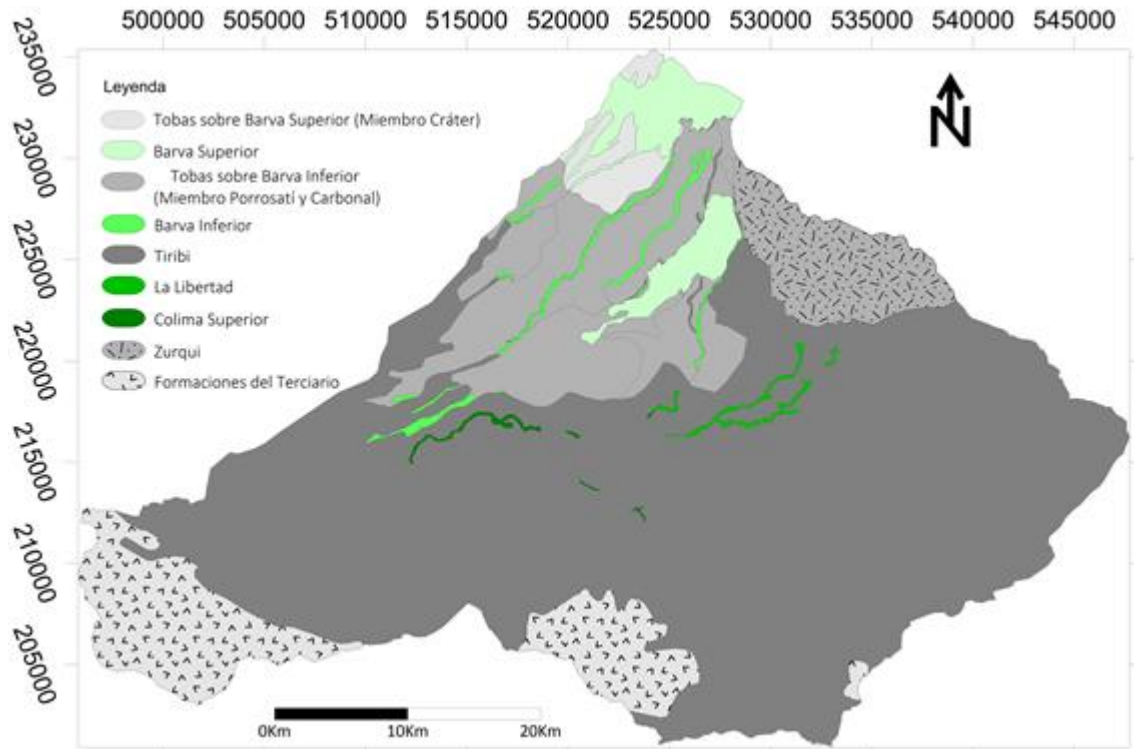 500000 505000 510000 515000 520000 525000 530000 535000 540000 545000
235000
230000
225000
220000
215000
210000
205000
Leyenda
Tobas sobre Barva Superior (Miembro Cráter)
Barva Superior
Tobas sobre Barva Inferior
(Miembro Porrosatí y Carbonal)
Barva Inferior
Tiribi
La Libertad
Colima Superior
Zurqui
Formaciones del Terciario
N
0Km 10Km 20Km